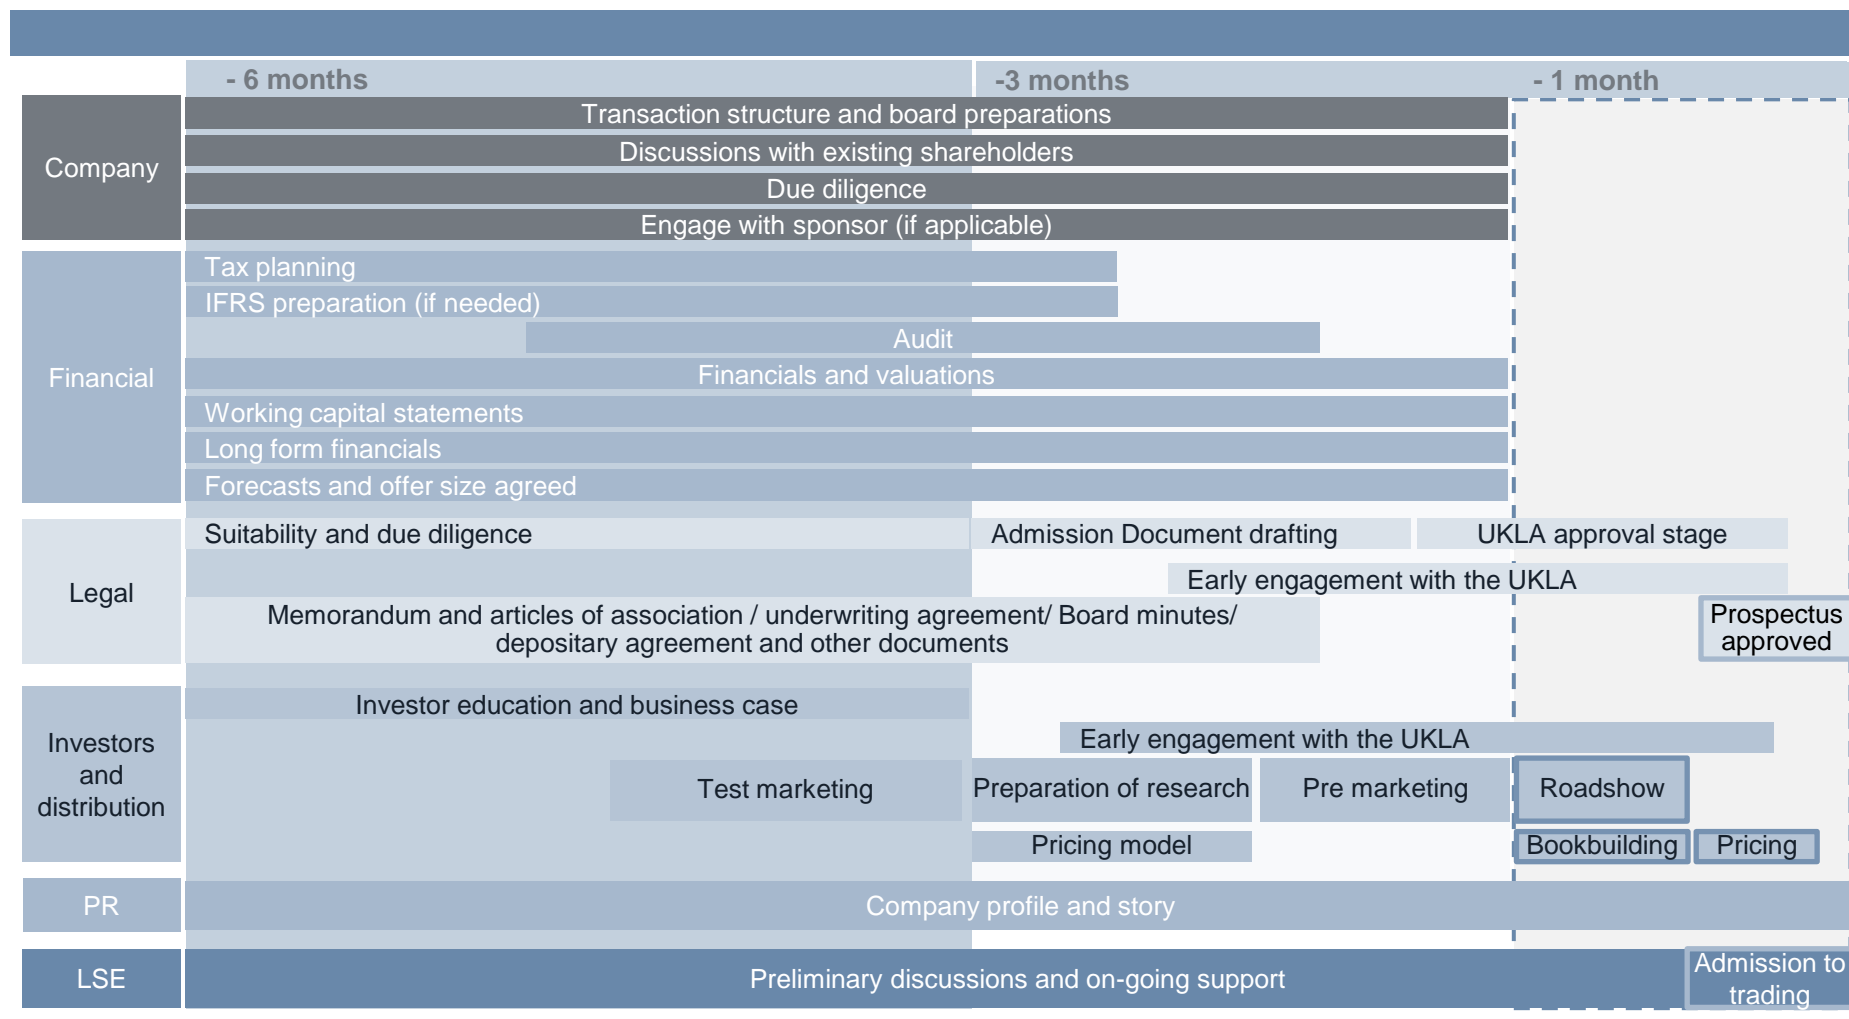 - 6 months
-3 months
- 1 month
Company
Transaction structure and board preparations
Discussions with existing shareholders
Due diligence
Engage with sponsor (if applicable)
Financial
Tax planning
IFRS preparation (if needed)
Audit
Financials and valuations
Working capital statements
Long form financials
Forecasts and offer size agreed
Legal
Suitability and due diligence
Admission Document drafting
UKLA approval stage
Early engagement with the UKLA
Memorandum and articles of association / underwriting agreement/ Board minutes/
depositary agreement and other documents
Prospectus
approved
Investors
and
distribution
Investor education and business case
Early engagement with the UKLA
Test marketing
Preparation of research
Pre marketing
Roadshow
Pricing model
Bookbuilding
Pricing
PR
Company profile and story
LSE
Preliminary discussions and on-going support
Admission to
trading